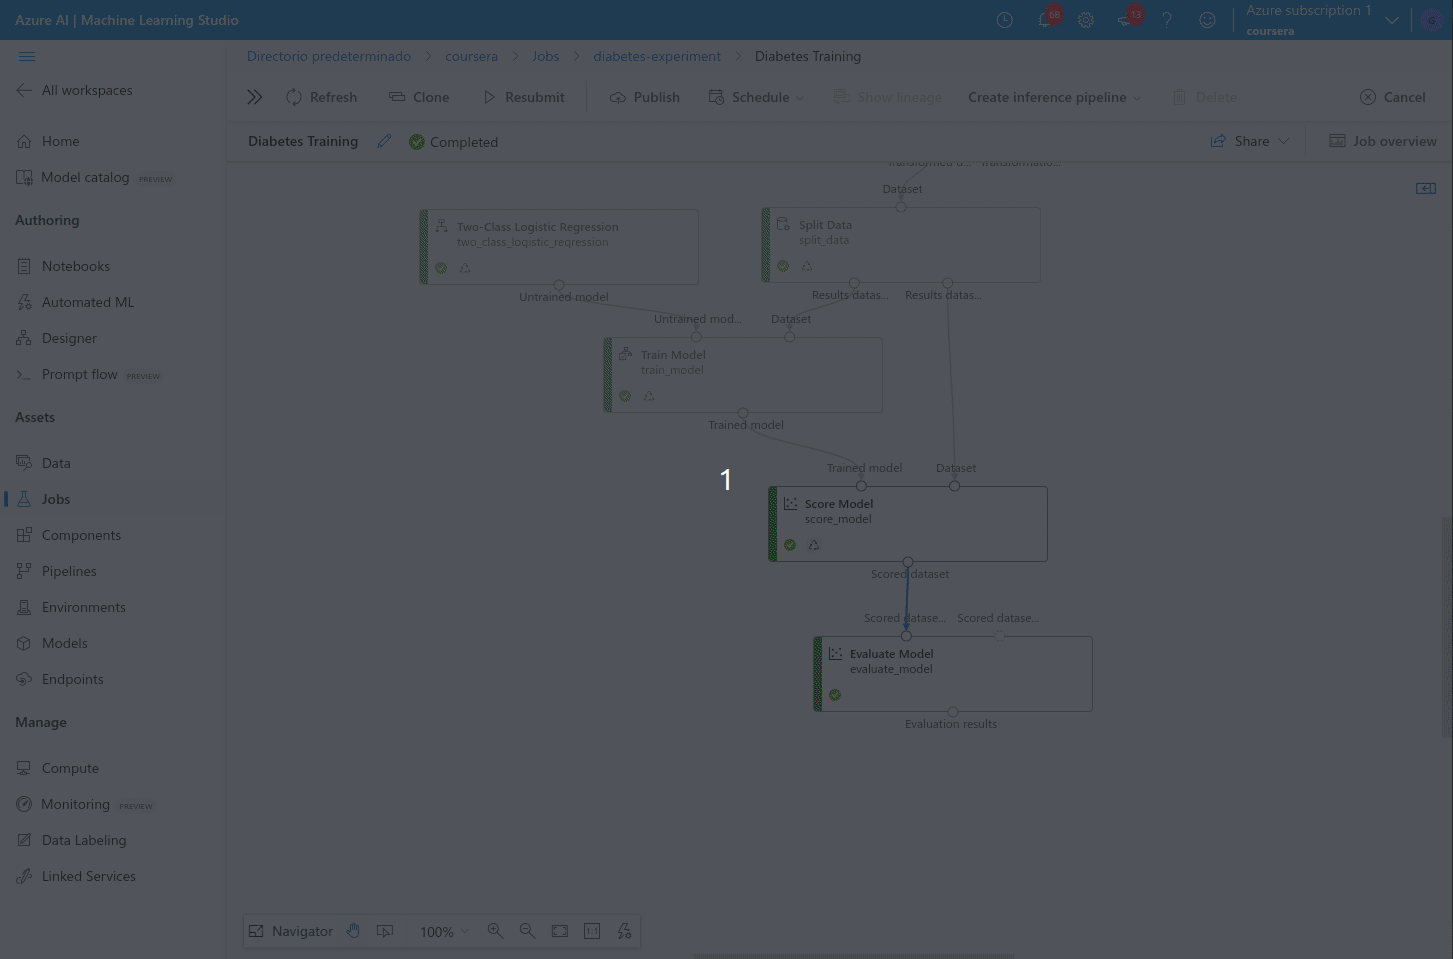 Azure AI | Machine Learning Studio
68
13
Azure subscription 1
coursera
G
All workspaces
Home
Model catalog PREVIEW
Authoring
Notebooks
Automated ML
Designer
Prompt flow PREVIEW
Assets
Data
Jobs
Components
Pipelines
Environments
Models
Endpoints
Manage
Compute
Monitoring PREVIEW
Data Labeling
Linked Services
Directorio predeterminado > coursera > Jobs > diabetes-experiment > Diabetes Training
Refresh Clone Resubmit Publish Schedule Show lineage Create inference pipeline Delete Cancel
Diabetes Training Completed Share Job overview
Dataset
Two-Class Logistic Regression
two_class_logistic_regression
Split Data
split_data
Untrained model
Results datas... Results datas...
Untrained mod... Dataset
Train Model
train_model
Trained model
Trained model Dataset
1
Score Model
score_model
Scored dataset
Scored datase... Scored datase...
Evaluate Model
evaluate_model
Evaluation results
Navigator 100% 1:1